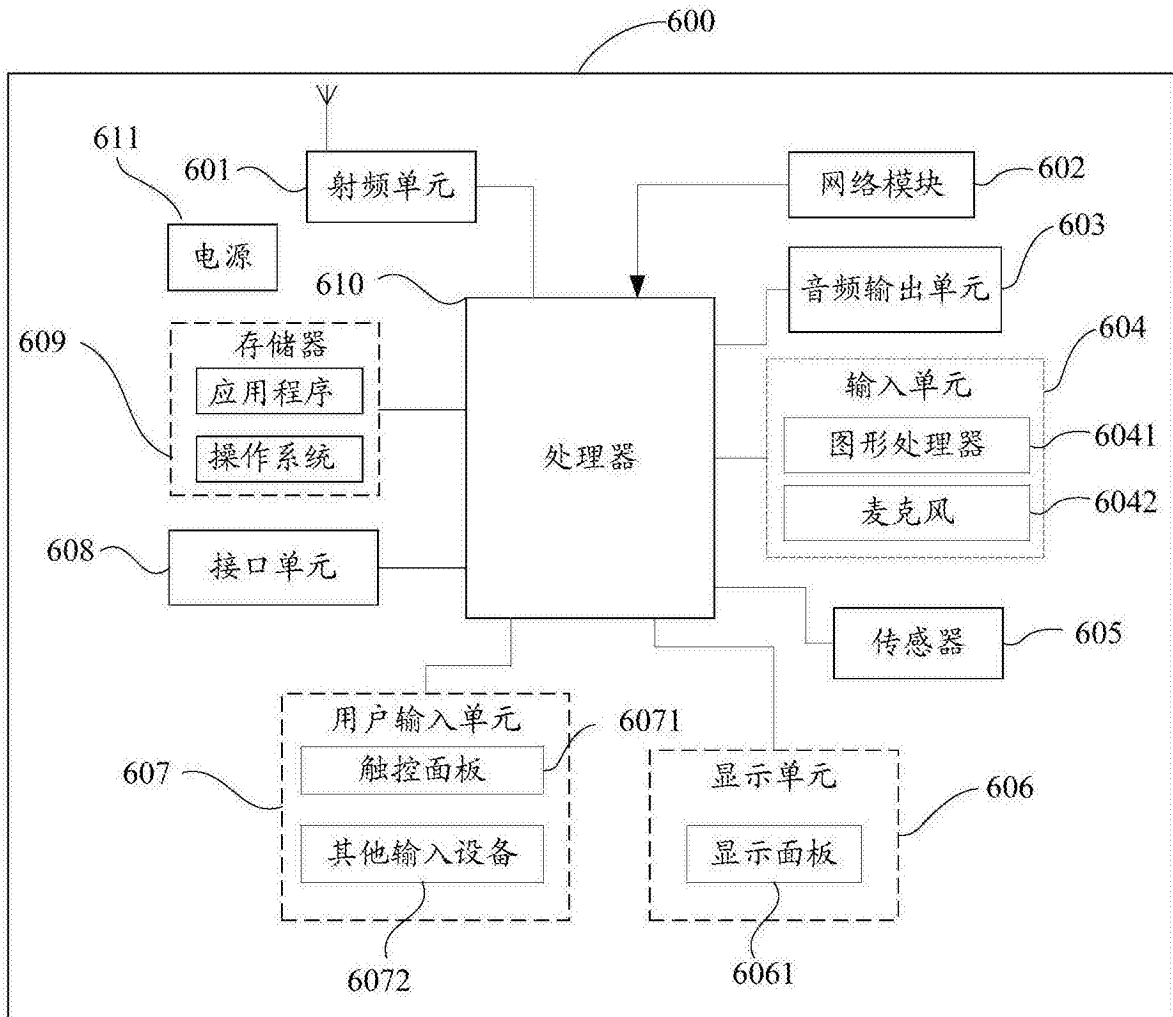 600
611
601
射频单元
网络模块
602
电源
610
音频输出单元
603
609
存储器
应用程序
操作系统
处理器
604
输入单元
图形处理器
6041
麦克风
6042
608
接口单元
传感器
605
607
用户输入单元
触控面板
6071
其他输入设备
6072
显示单元
606
显示面板
6061